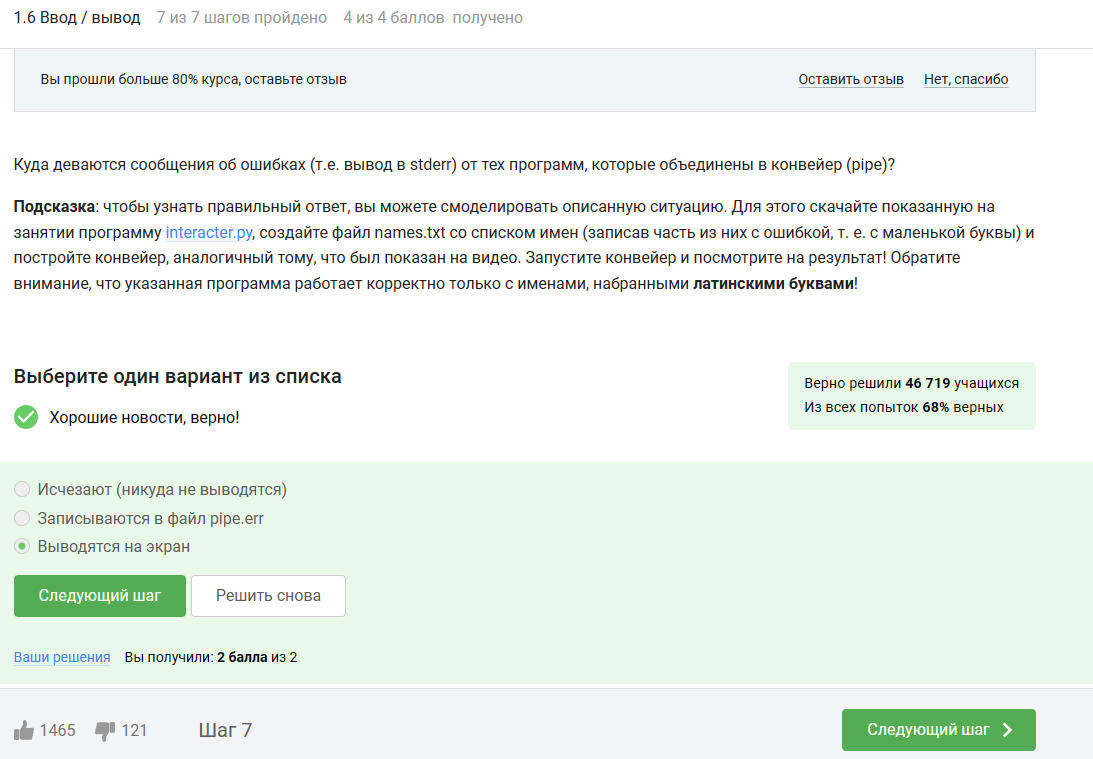 1.6 Ввод / вывод 7 из 7 шагов пройдено 4 из 4 баллов получено
Вы прошли больше 80% курса, оставьте отзыв Оставить отзыв Нет, спасибо
Куда деваются сообщения об ошибках (т.е. вывод в stderr) от тех программ, которые объединены в конвейер (pipe)?
Подсказка: чтобы узнать правильный ответ, вы можете смоделировать описанную ситуацию. Для этого скачайте показанную на
занятии программу interacter.py, создайте файл names.txt со списком имен (записав часть из них с ошибкой, т. е. с маленькой буквы) и
постройте конвейер, аналогичный тому, что был показан на видео. Запустите конвейер и посмотрите на результат! Обратите
внимание, что указанная программа работает корректно только с именами, набранными латинскими буквами!
Выберите один вариант из списка
Верно решили 46 719 учащихся
Из всех попыток 68% верных
Хорошие новости, верно!
Исчезают (никуда не выводятся)
Записываются в файл pipe.err
Выводятся на экран
Следующий шаг Решить снова
Ваши решения Вы получили: 2 балла из 2
1465 121 Шаг 7 Следующий шаг